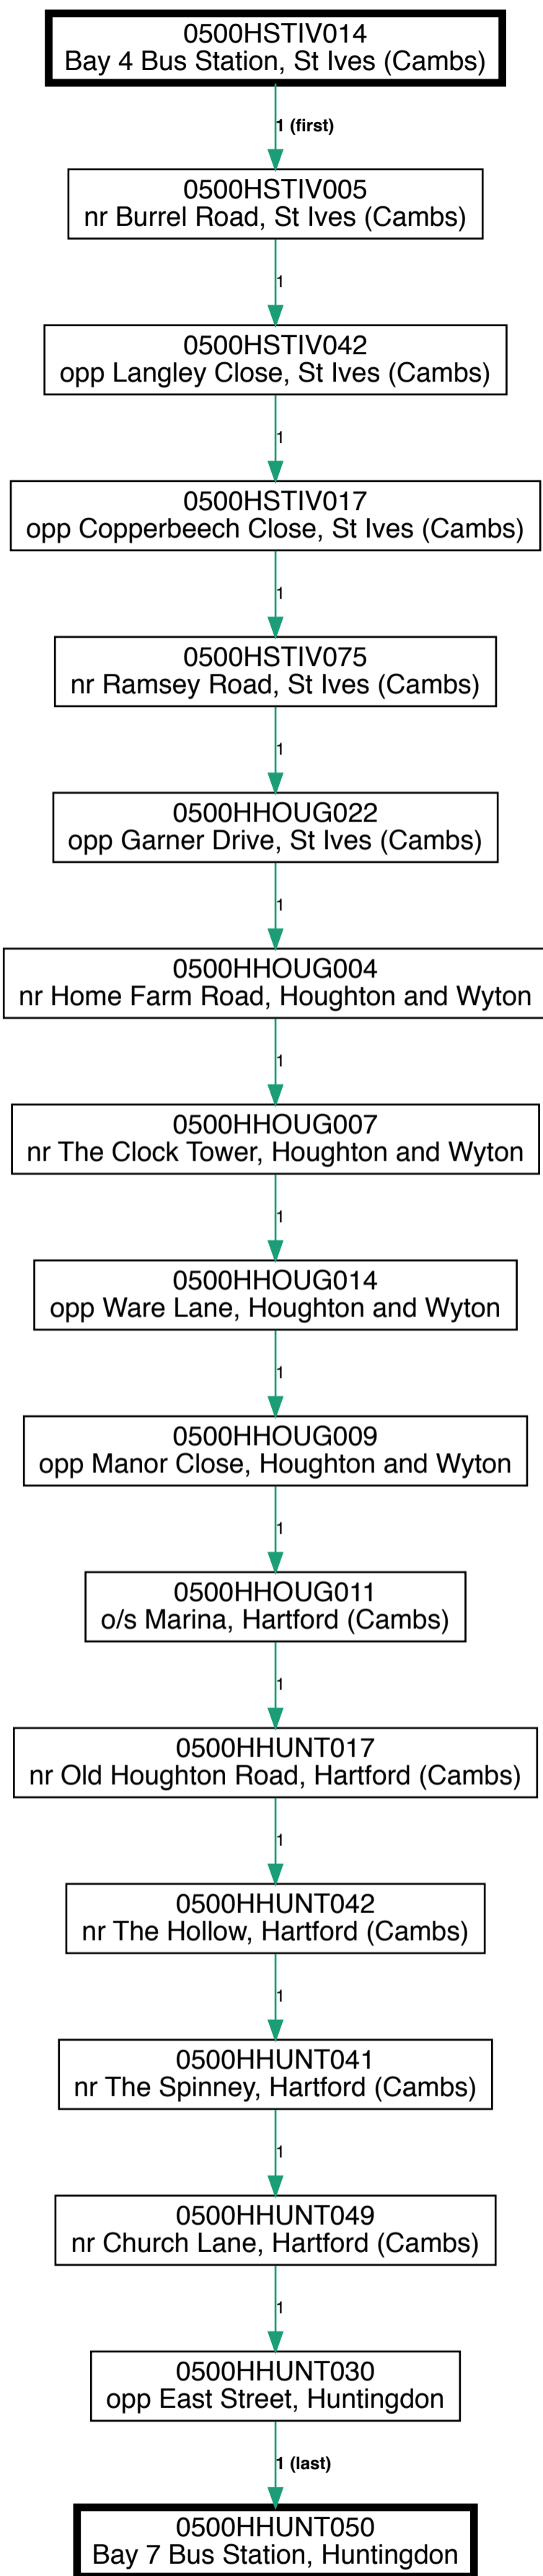 0500HSTIV014
Bay 4 Bus Station, St Ives (Cambs)
1 (first)
0500HSTIV005
nr Burrel Road, St Ives (Cambs)
1
0500HSTIV042
opp Langley Close, St Ives (Cambs)
1
0500HSTIV017
opp Copperbeech Close, St Ives (Cambs)
1
0500HSTIV075
nr Ramsey Road, St Ives (Cambs)
1
0500HHOUG022
opp Garner Drive, St Ives (Cambs)
1
0500HHOUG004
nr Home Farm Road, Houghton and Wyton
1
0500HHOUG007
nr The Clock Tower, Houghton and Wyton
1
0500HHOUG014
opp Ware Lane, Houghton and Wyton
1
0500HHOUG009
opp Manor Close, Houghton and Wyton
1
0500HHOUG011
o/s Marina, Hartford (Cambs)
1
0500HHUNT017
nr Old Houghton Road, Hartford (Cambs)
1
0500HHUNT042
nr The Hollow, Hartford (Cambs)
1
0500HHUNT041
nr The Spinney, Hartford (Cambs)
1
0500HHUNT049
nr Church Lane, Hartford (Cambs)
1
0500HHUNT030
opp East Street, Huntingdon
1 (last)
0500HHUNT050
Bay 7 Bus Station, Huntingdon